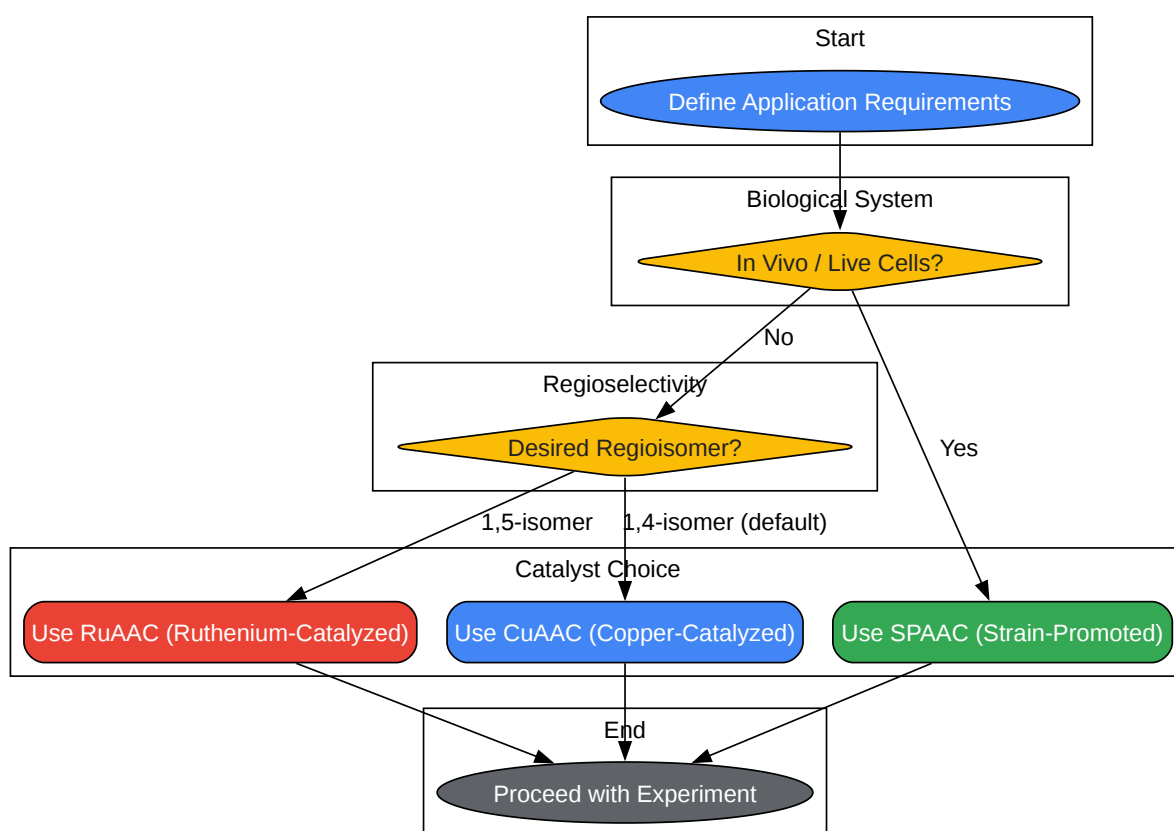 Start
Define Application Requirements
Biological System
In Vivo / Live Cells?
No
Regioselectivity
Desired Regioisomer?
Yes
1,5-isomer
1,4-isomer (default)
Catalyst Choice
Use RuAAC (Ruthenium-Catalyzed)
Use CuAAC (Copper-Catalyzed)
Use SPAAC (Strain-Promoted)
End
Proceed with Experiment